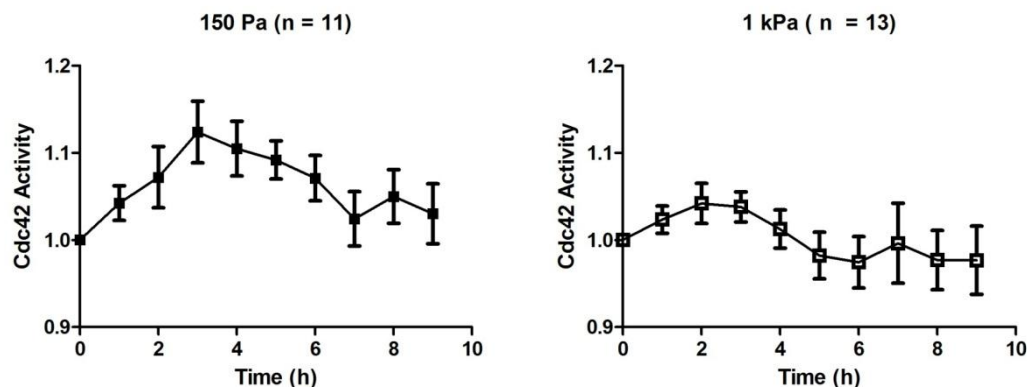 150 Pa (n = 11)
1.2
1.1
1.0
0.9
Cdc42 Activity
0 2 4 6 8 10
Time (h)
1 kPa ( n = 13)
1.2
1.1
1.0
0.9
Cdc42 Activity
0 2 4 6 8 10
Time (h)